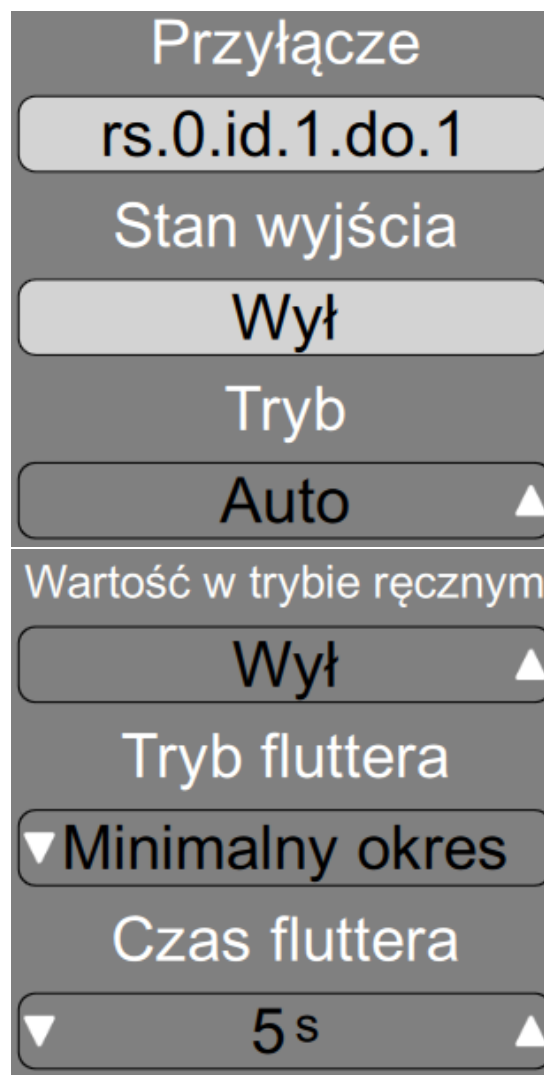 Przyłącze
rs.0.id.1.do.1
Stan wyjścia
Wył
Tryb
Auto
Wartość w trybie ręcznym
Wył
Tryb fluttera
Minimalny okres
Czas fluttera
5 s